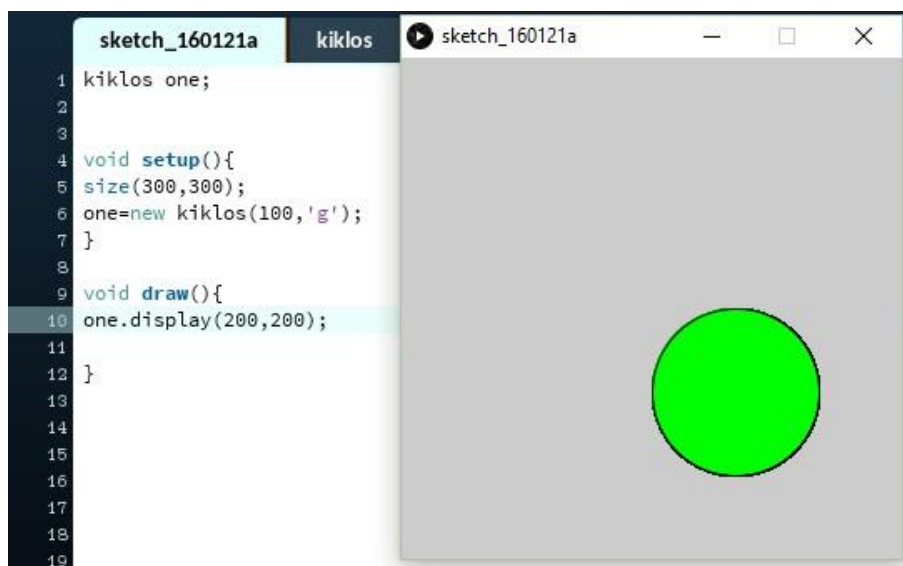 sketch_160121a kiklos
1 kiklos one;
2
3
4 void setup(){
5 size(300,300);
6 one=new kiklos(100,'g');
7 }
8
9 void draw(){
10 one.display(200,200);
11
12 }
13
14
15
16
17
18
19
sketch_160121a